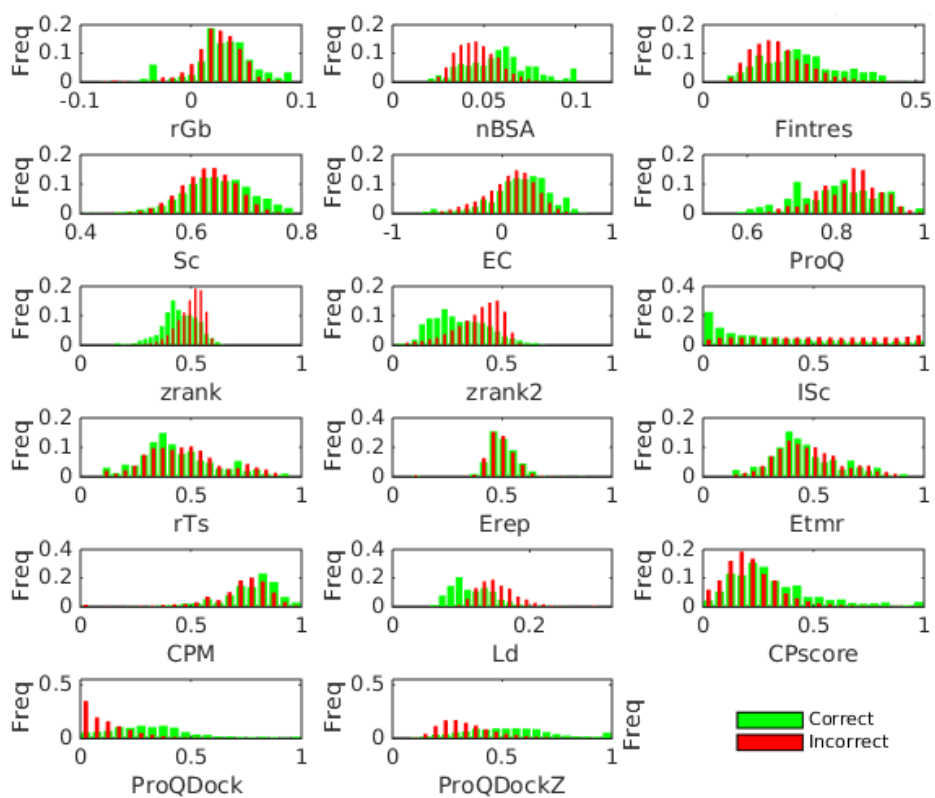 Freq 0.2 0.1 0 -0.1 0 0.1 rGb
Freq 0.2 0.1 0 0 0.05 0.1 nBSA
Freq 0.2 0.1 0 0 0.5 Fintres
Freq 0.2 0.1 0 0.4 0.6 0.8 Sc
Freq 0.2 0.1 0 -1 0 1 EC
Freq 0.2 0.1 0 0.6 0.8 1 ProQ
Freq 0.2 0.1 0 0 0.5 1 zrank
Freq 0.2 0.1 0 0 0.5 1 zrank2
Freq 0.4 0.2 0 0 0.5 1 ISc
Freq 0.2 0.1 0 0 0.5 1 rTs
Freq 0.4 0.2 0 0 0.5 1 Erep
Freq 0.2 0.1 0 0 0.5 1 Etmr
Freq 0.4 0.2 0 0 0.5 1 CPM
Freq 0.4 0.2 0 0 0.2 Ld
Freq 0.2 0.1 0 0 0.5 1 CPscore
Freq 0.5 0 0 0.5 1 ProQDock
Freq 0.5 0 0 0.5 1 ProQDockZ
Freq
Correct
Incorrect